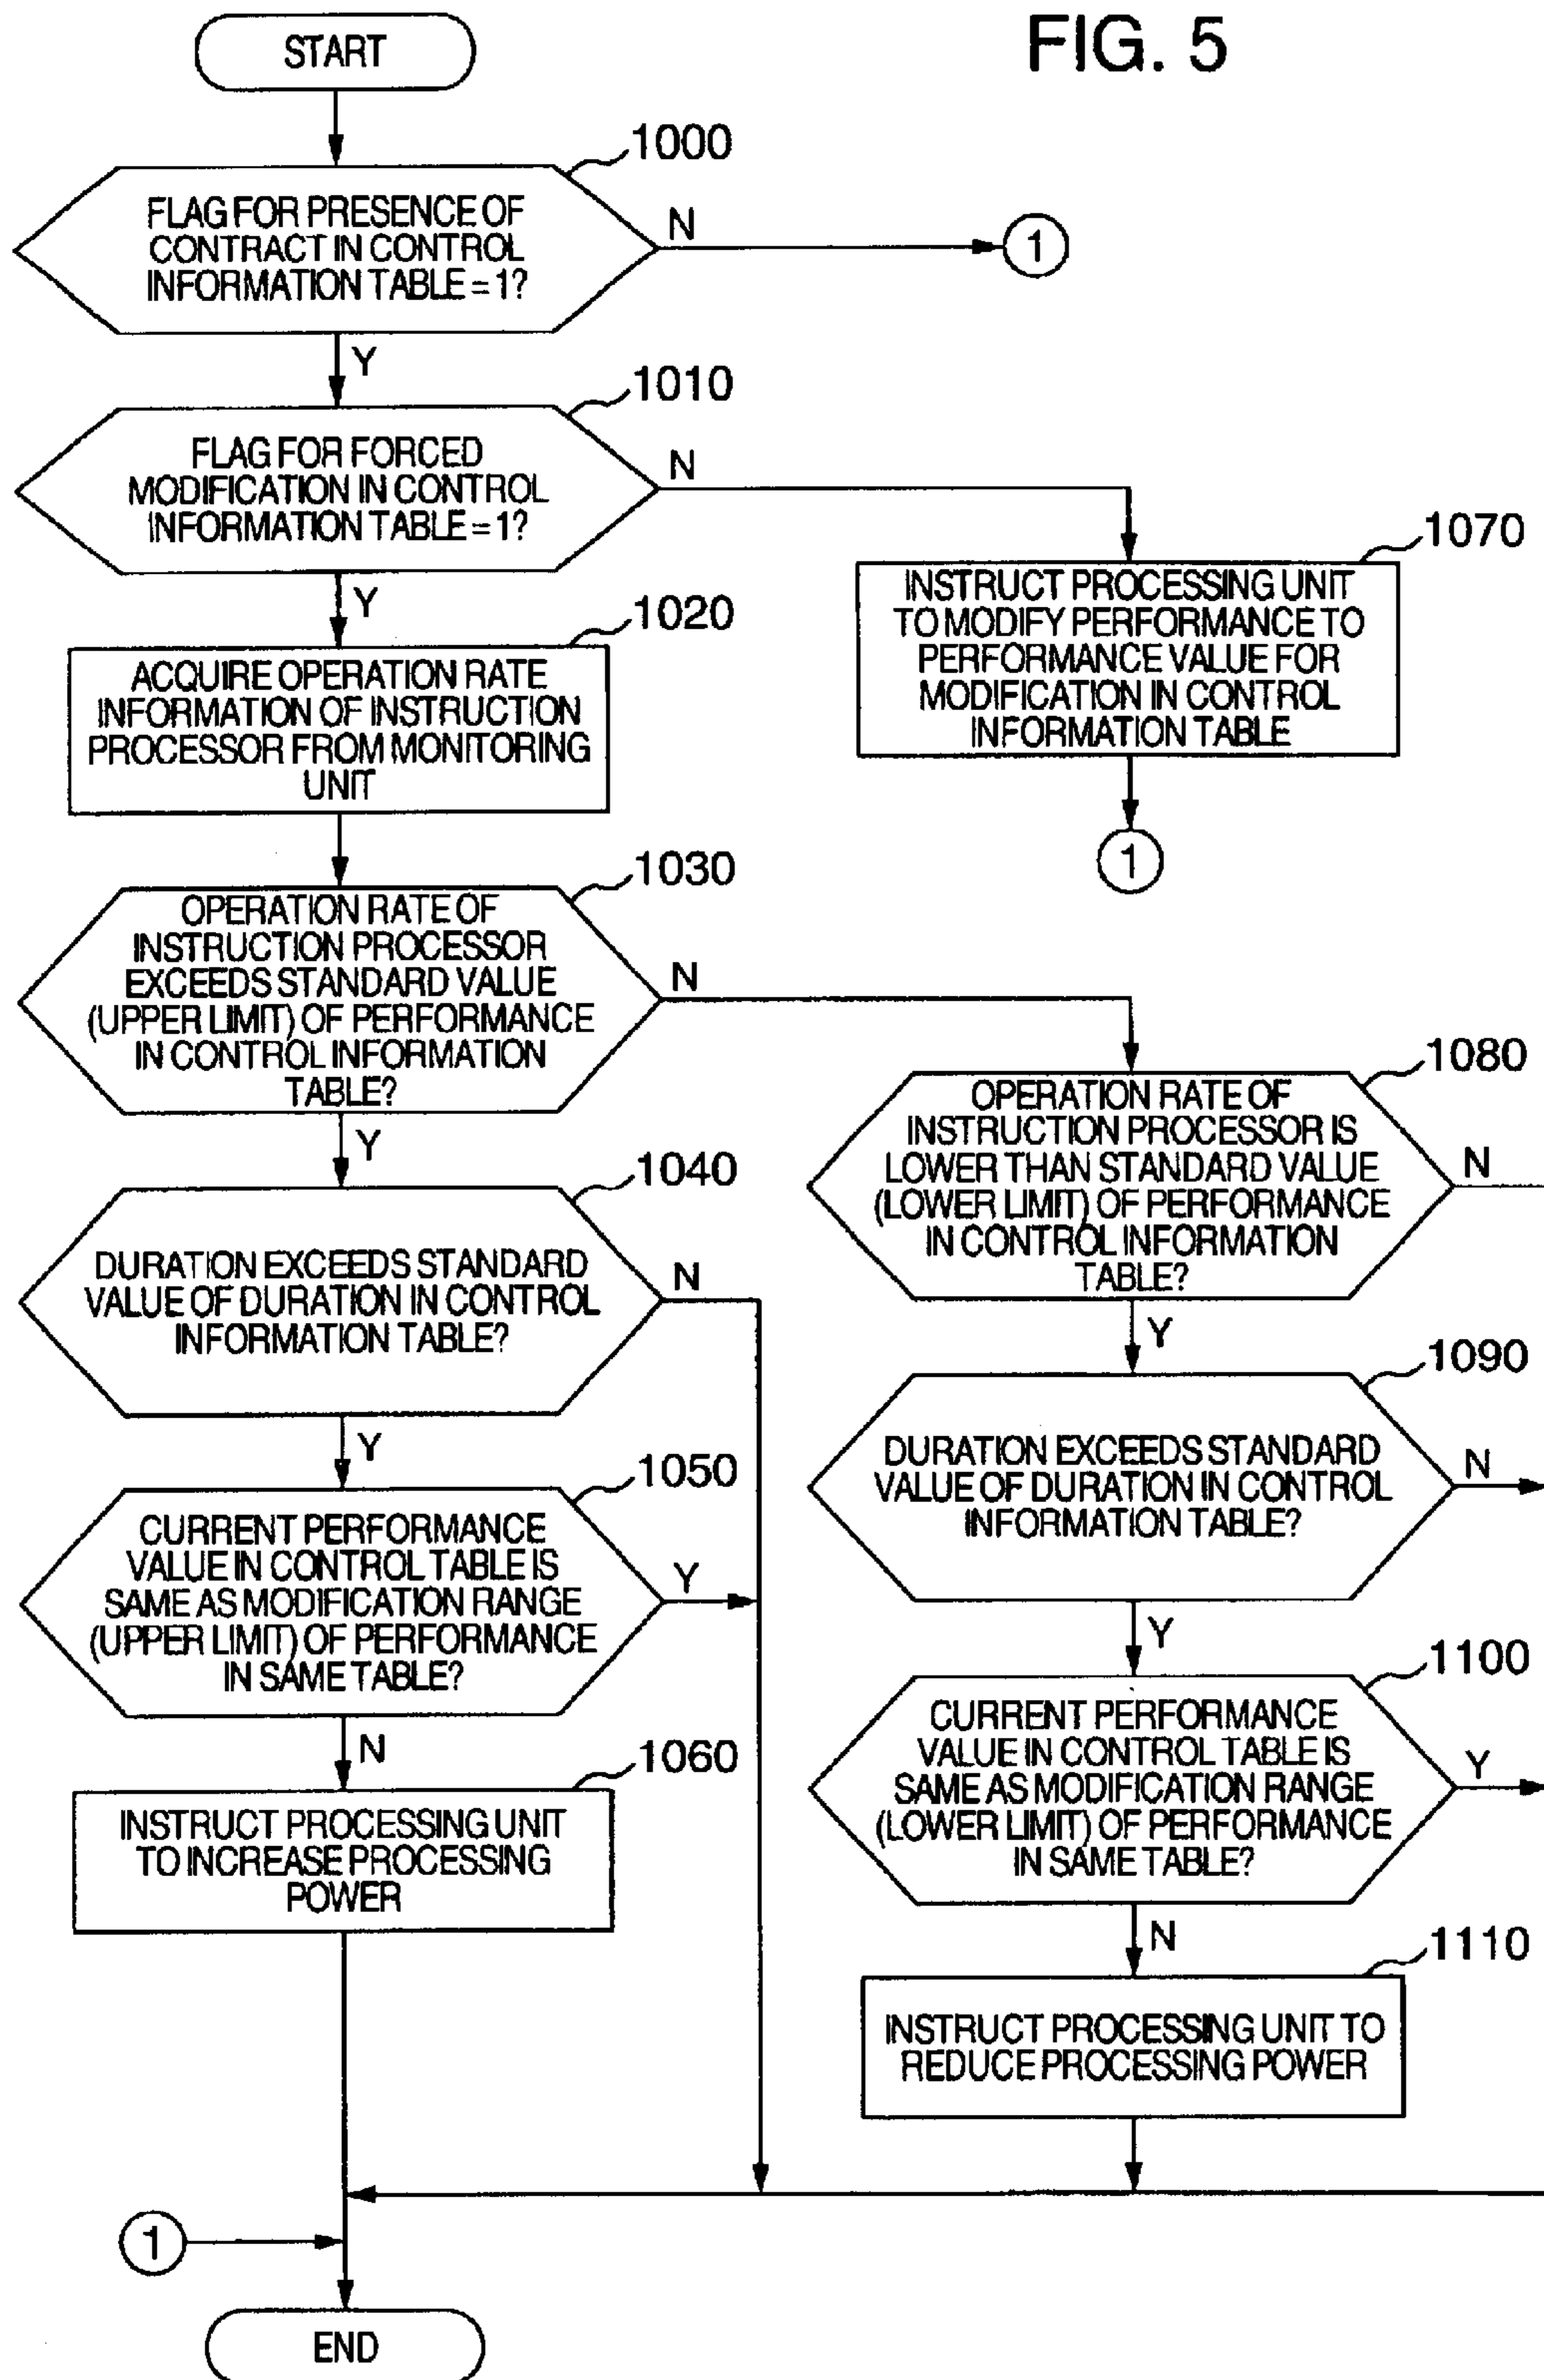 FIG. 5
START
1000
FLAG FOR PRESENCE OF
CONTRACT IN CONTROL
INFORMATION TABLE = 1?
N
1
Y
1010
FLAG FOR FORCED
MODIFICATION IN CONTROL
INFORMATION TABLE = 1?
N
Y
1070
INSTRUCT PROCESSING UNIT
TO MODIFY PERFORMANCE TO
PERFORMANCE VALUE FOR
MODIFICATION IN CONTROL
INFORMATION TABLE
1
1020
ACQUIRE OPERATION RATE
INFORMATION OF INSTRUCTION
PROCESSOR FROM MONITORING
UNIT
1030
OPERATION RATE OF
INSTRUCTION PROCESSOR
EXCEEDS STANDARD VALUE
(UPPER LIMIT) OF PERFORMANCE
IN CONTROL INFORMATION
TABLE?
N
Y
1040
DURATION EXCEEDS STANDARD
VALUE OF DURATION IN CONTROL
INFORMATION TABLE?
N
Y
1050
CURRENT PERFORMANCE
VALUE IN CONTROL TABLE IS
SAME AS MODIFICATION RANGE
(UPPER LIMIT) OF PERFORMANCE
IN SAME TABLE?
Y
N
1060
INSTRUCT PROCESSING UNIT
TO INCREASE PROCESSING
POWER
1080
OPERATION RATE OF
INSTRUCTION PROCESSOR IS
LOWER THAN STANDARD VALUE
(LOWER LIMIT) OF PERFORMANCE
IN CONTROL INFORMATION
TABLE?
N
Y
1090
DURATION EXCEEDS STANDARD
VALUE OF DURATION IN CONTROL
INFORMATION TABLE?
N
Y
1100
CURRENT PERFORMANCE
VALUE IN CONTROL TABLE IS
SAME AS MODIFICATION RANGE
(LOWER LIMIT) OF PERFORMANCE
IN SAME TABLE?
Y
N
1110
INSTRUCT PROCESSING UNIT TO
REDUCE PROCESSING POWER
1
END